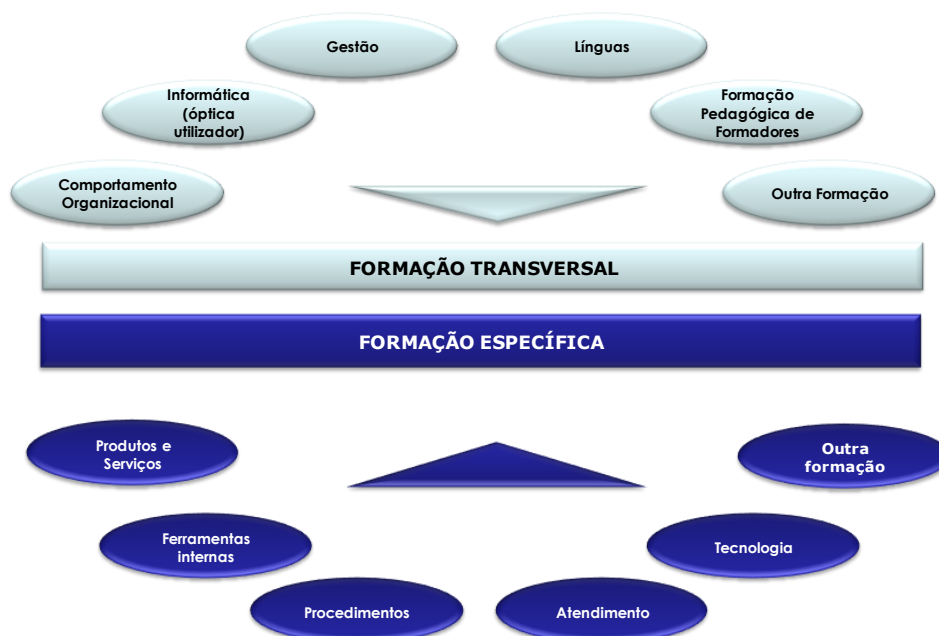 Gestão
Línguas
Informática
(óptica
utilizador)
Formação
Pedagógica de
Formadores
Comportamento
Organizacional
Outra Formação
FORMAÇÃO TRANSVERSAL
FORMAÇÃO ESPECÍFICA
Produtos e
Serviços
Outra
formação
Ferramentas
internas
Tecnologia
Procedimentos
Atendimento